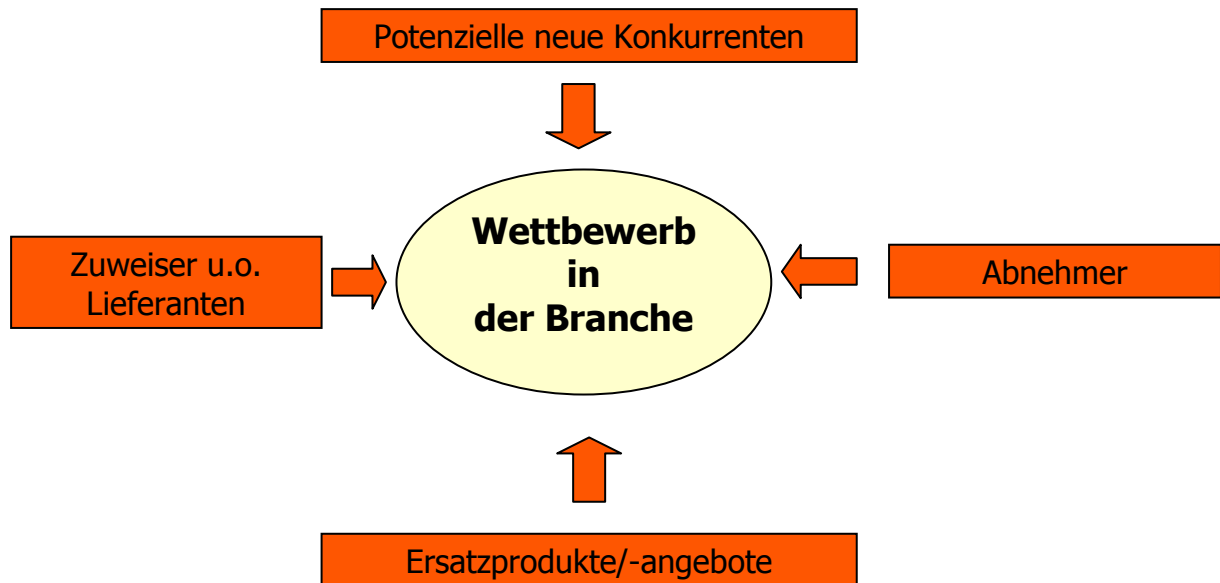 Potenzielle neue Konkurrenten
Zuweiser u.o.
Lieferanten
Wettbewerb
in
der Branche
Abnehmer
Ersatzprodukte/-angebote